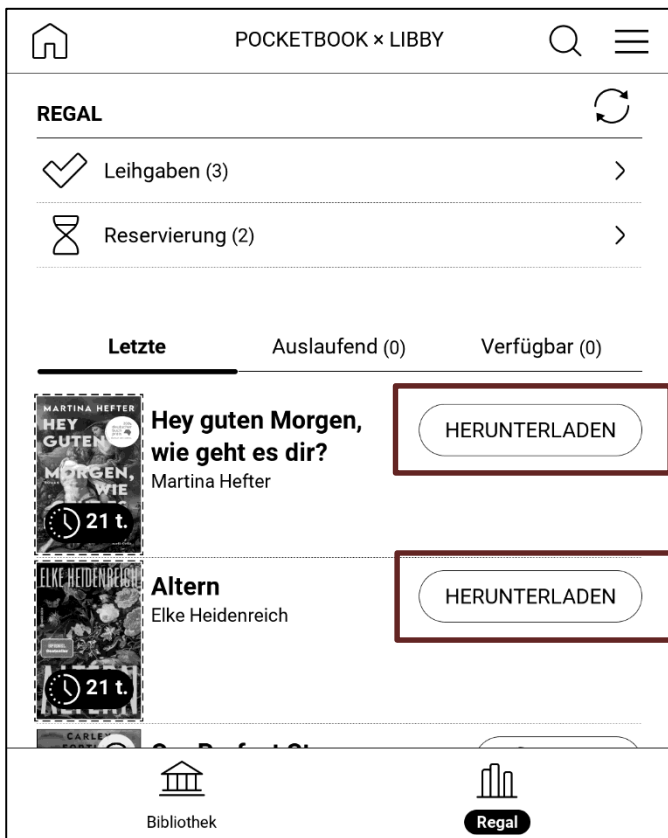 POCKETBOOK × LIBBY
REGAL
Leihgaben (3)
Reservierung (2)
Letzte
Auslaufend (0)
Verfügbar (0)
MARTINA HEFTER
HEY
GUTEN
MORGEN,
WIE
21 t.
Hey guten Morgen,
wie geht es dir?
Martina Hefter
HERUNTERLADEN
ELKE HEIDENREICH
21 t.
Altern
Elke Heidenreich
HERUNTERLADEN
CARLEY
Bibliothek
Regal